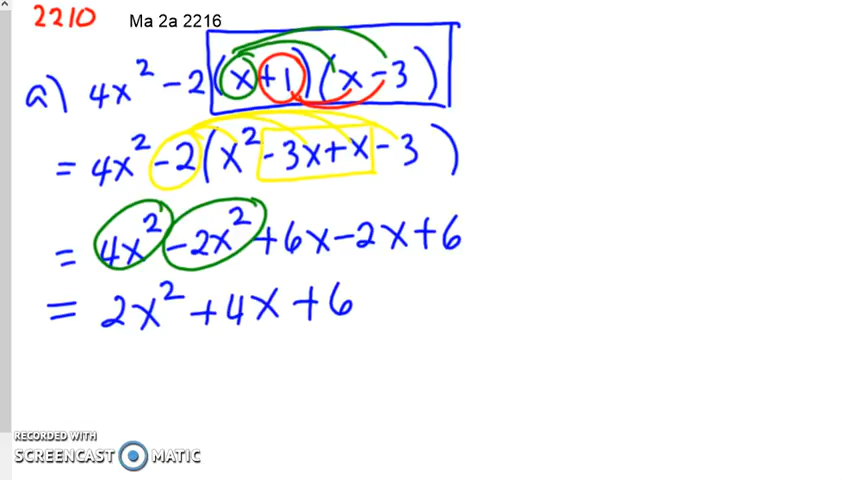 2210 Ma 2a 2216
a) 4x² - 2(x+1)(x-3)
= 4x² - 2(x² - 3x + x - 3)
= 4x² - 2x² + 6x - 2x + 6
= 2x² + 4x + 6
RECORDED WITH
SCREENCAST MATIC